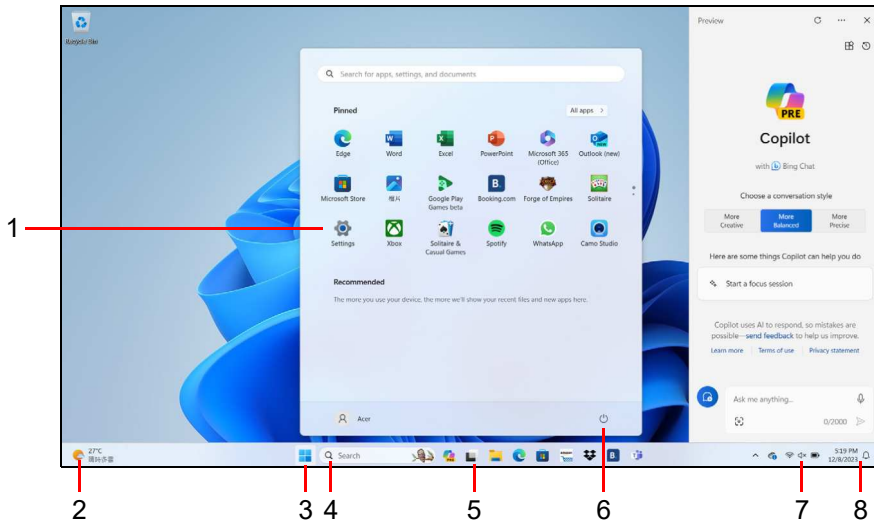 Recycle Bin
Preview
Search for apps, settings, and documents
Pinned
All apps >
Edge
Word
Excel
PowerPoint
Microsoft 365
(Office)
Outlook (new)
Microsoft Store
相片
Google Play
Games beta
Booking.com
Forge of Empires
Solitaire
Settings
Xbox
Solitaire &
Casual Games
Spotify
WhatsApp
Camo Studio
Recommended
The more you use your device, the more we'll show your recent files and new apps here.
Acer
PRE
Copilot
with b Bing Chat
Choose a conversation style
More
Creative
More
Balanced
More
Precise
Here are some things Copilot can help you do
Start a focus session
Copilot uses AI to respond, so mistakes are
possible—send feedback to help us improve.
Learn more
Terms of use
Privacy statement
Ask me anything...
0/2000
27°C
Search
5:19 PM
12/8/2023
1
2
3
4
5
6
7
8